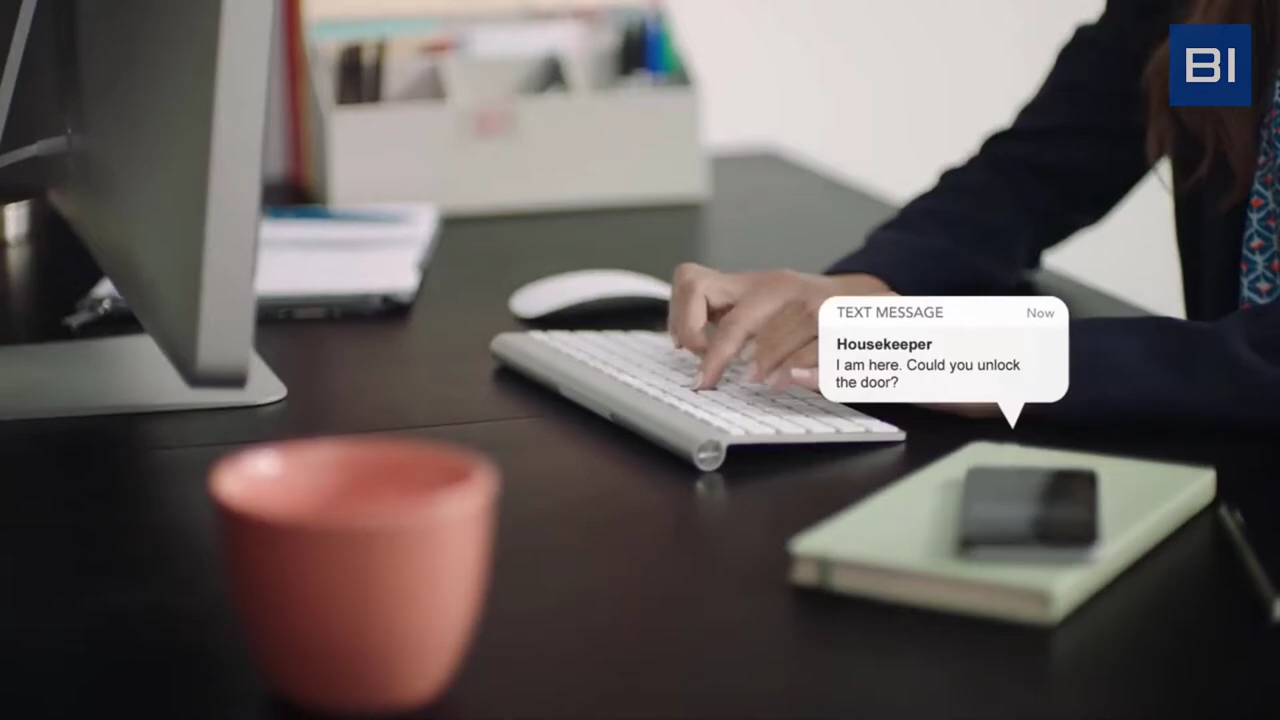 BI
TEXT MESSAGE
Now
Housekeeper
I am here. Could you unlock
the door?